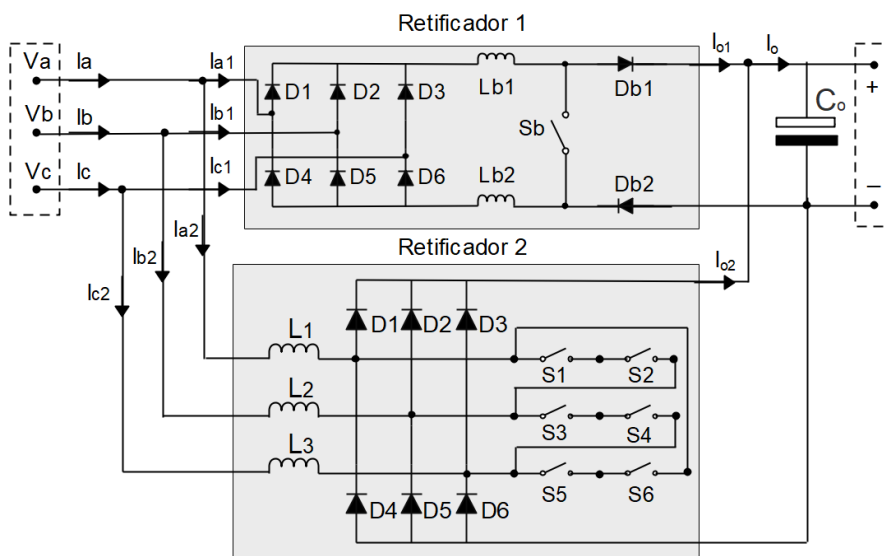 Retificador 1
Va Ia Ia1 D1 D2 D3 Lb1 Db1 Io1 Io
+
Vb Ib Ib1 Sb Co
Vc Ic Ic1 D4 D5 D6 Lb2 Db2
–
Ia2
Ib2
Ic2
Retificador 2
Io2
D1 D2 D3
L1 S1 S2
L2 S3 S4
L3 S5 S6
D4 D5 D6